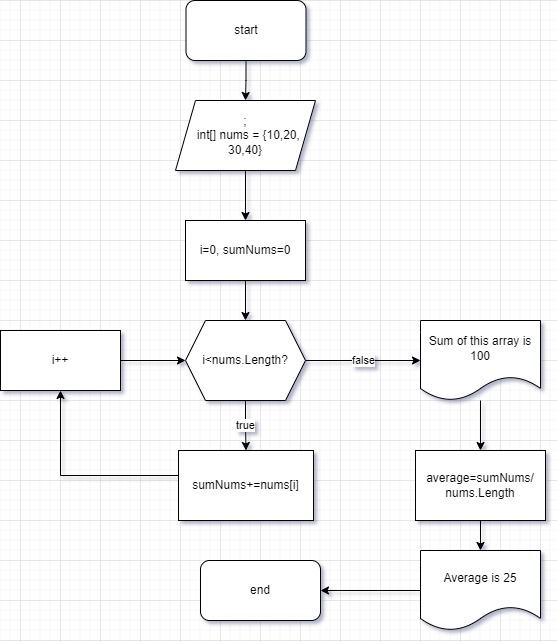 start
;
int[] nums = {10,20,
30,40}
i=0, sumNums=0
i++
i<nums.Length?
false
Sum of this array is
100
true
sumNums+=nums[i]
average=sumNums/
nums.Length
end
Average is 25